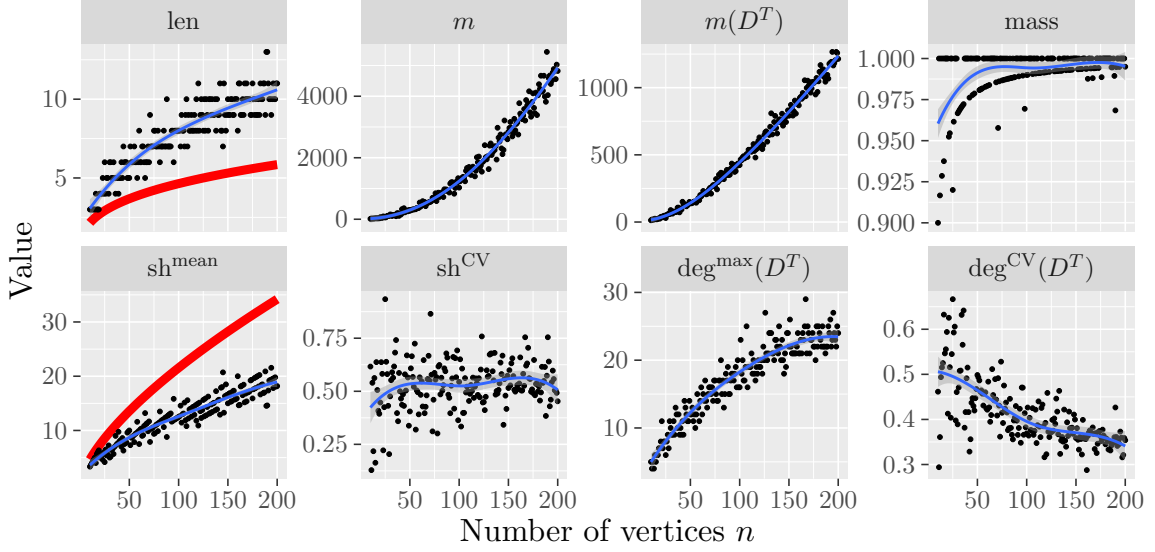 len m m(D^T) mass
10 4000 1000 1.000
5 2000 500 0.975
0 0 0.950
0.925
0.900
Value
sh^mean sh^CV deg^max(D^T) deg^CV(D^T)
30 0.75 30 0.6
20 0.50 20 0.5
10 0.25 10 0.4
0.3
50 100 150 200 50 100 150 200 50 100 150 200 50 100 150 200
Number of vertices n